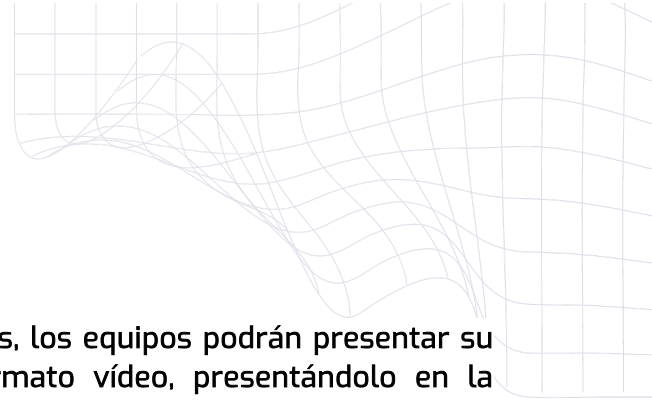 s, los equipos podrán presentar su
rmato vídeo, presentándolo en la